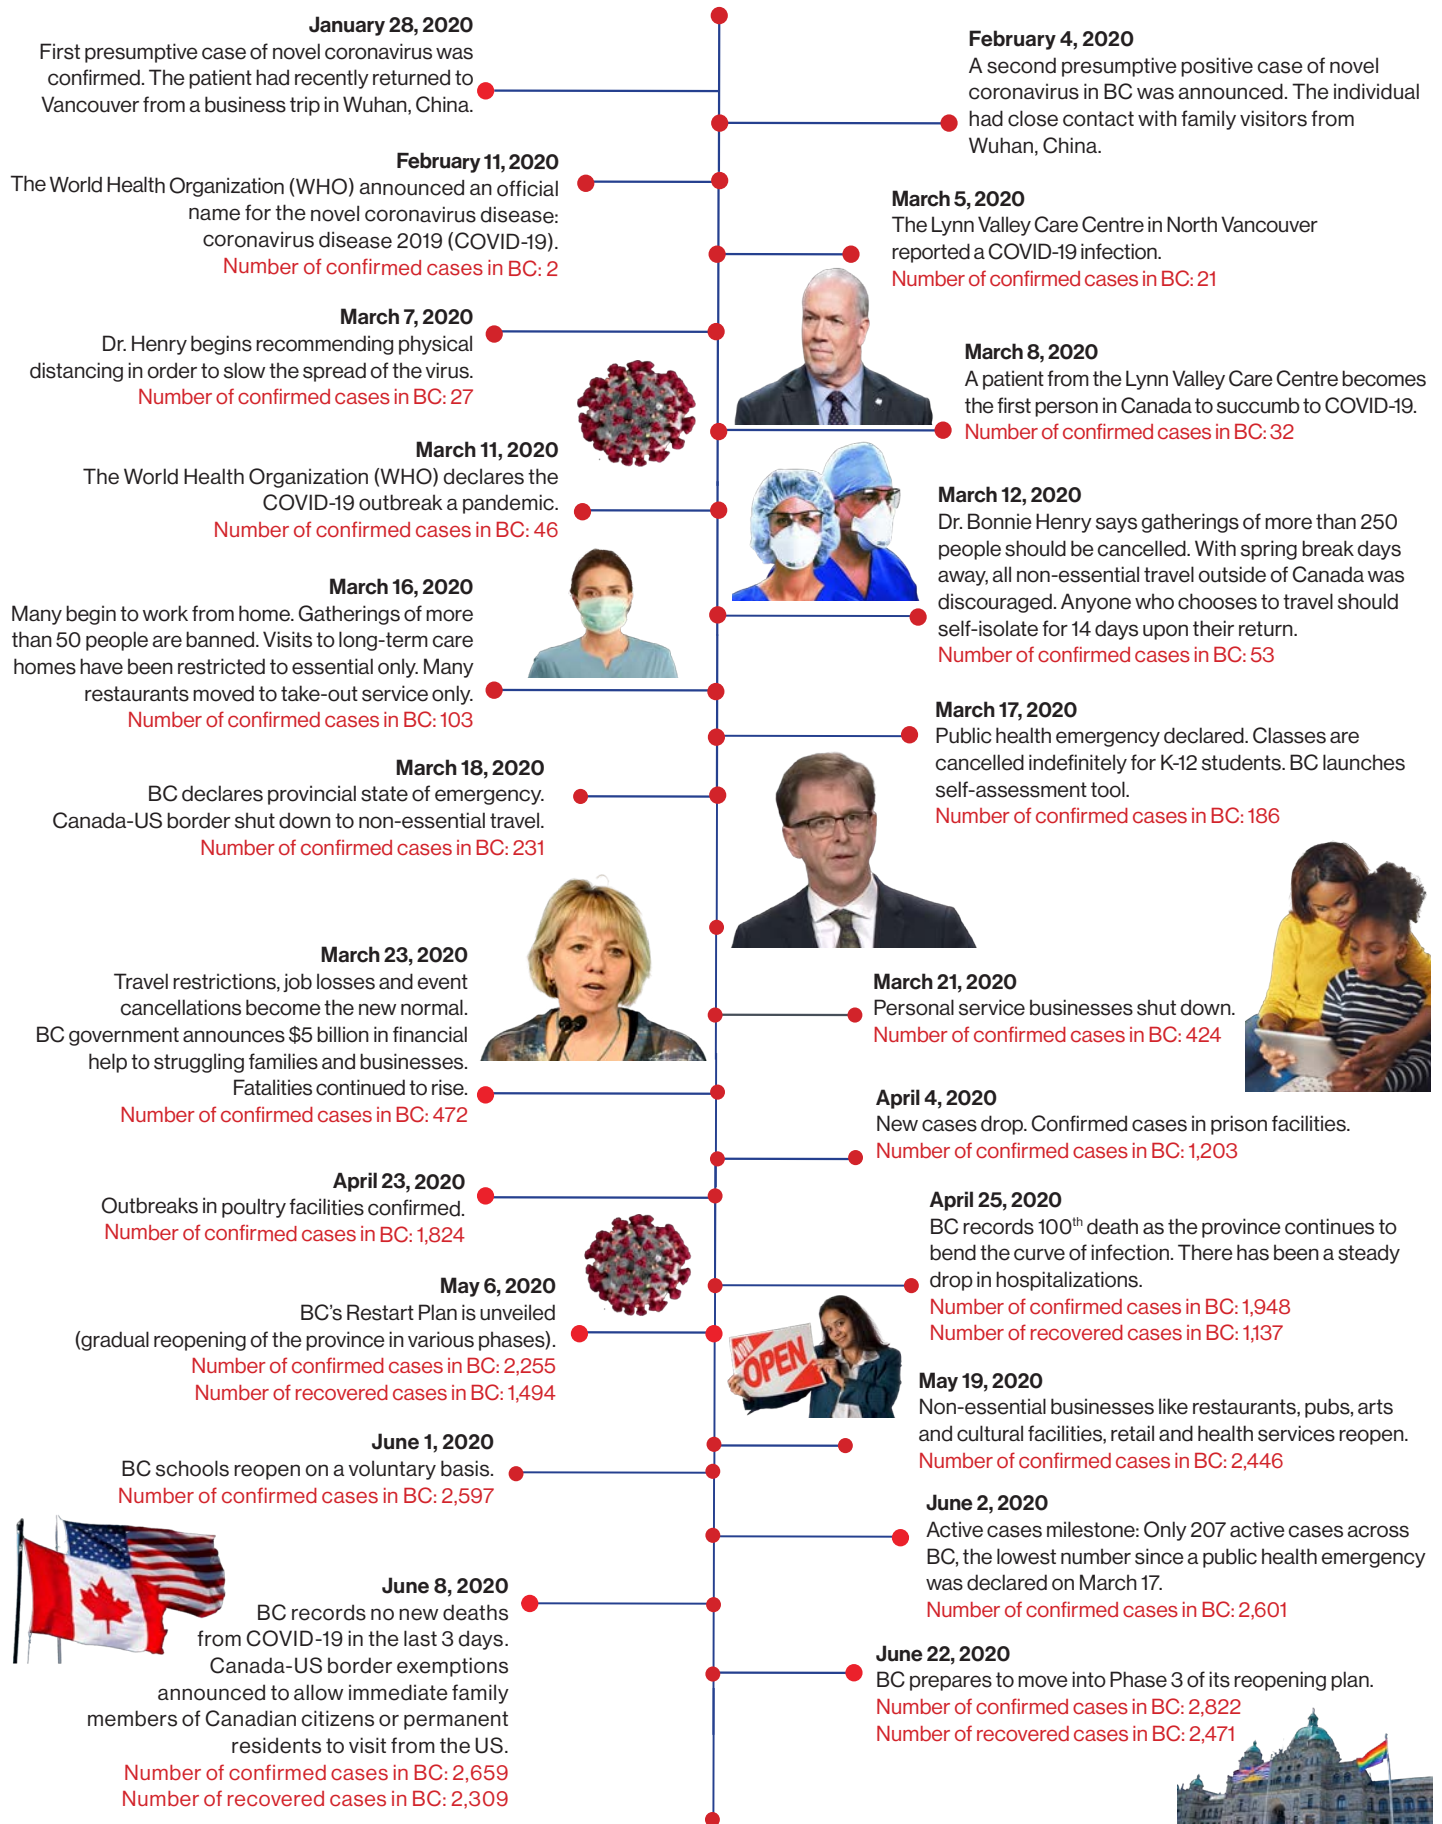 January 28, 2020
First presumptive case of novel coronavirus was
confirmed. The patient had recently returned to
Vancouver from a business trip in Wuhan, China.
February 4, 2020
A second presumptive positive case of novel
coronavirus in BC was announced. The individual
had close contact with family visitors from
Wuhan, China.
February 11, 2020
The World Health Organization (WHO) announced an official
name for the novel coronavirus disease:
coronavirus disease 2019 (COVID-19).
Number of confirmed cases in BC: 2
March 5, 2020
The Lynn Valley Care Centre in North Vancouver
reported a COVID-19 infection.
Number of confirmed cases in BC: 21
March 7, 2020
Dr. Henry begins recommending physical
distancing in order to slow the spread of the virus.
Number of confirmed cases in BC: 27
March 8, 2020
A patient from the Lynn Valley Care Centre becomes
the first person in Canada to succumb to COVID-19.
Number of confirmed cases in BC: 32
March 11, 2020
The World Health Organization (WHO) declares the
COVID-19 outbreak a pandemic.
Number of confirmed cases in BC: 46
March 12, 2020
Dr. Bonnie Henry says gatherings of more than 250
people should be cancelled. With spring break days
away, all non-essential travel outside of Canada was
discouraged. Anyone who chooses to travel should
self-isolate for 14 days upon their return.
Number of confirmed cases in BC: 53
March 16, 2020
Many begin to work from home. Gatherings of more
than 50 people are banned. Visits to long-term care
homes have been restricted to essential only. Many
restaurants moved to take-out service only.
Number of confirmed cases in BC: 103
March 17, 2020
Public health emergency declared. Classes are
cancelled indefinitely for K-12 students. BC launches
self-assessment tool.
Number of confirmed cases in BC: 186
March 18, 2020
BC declares provincial state of emergency.
Canada-US border shut down to non-essential travel.
Number of confirmed cases in BC: 231
March 21, 2020
Personal service businesses shut down.
Number of confirmed cases in BC: 424
March 23, 2020
Travel restrictions, job losses and event
cancellations become the new normal.
BC government announces $5 billion in financial
help to struggling families and businesses.
Fatalities continued to rise.
Number of confirmed cases in BC: 472
April 4, 2020
New cases drop. Confirmed cases in prison facilities.
Number of confirmed cases in BC: 1,203
April 23, 2020
Outbreaks in poultry facilities confirmed.
Number of confirmed cases in BC: 1,824
April 25, 2020
BC records 100th death as the province continues to
bend the curve of infection. There has been a steady
drop in hospitalizations.
Number of confirmed cases in BC: 1,948
Number of recovered cases in BC: 1,137
May 6, 2020
BC's Restart Plan is unveiled
(gradual reopening of the province in various phases).
Number of confirmed cases in BC: 2,255
Number of recovered cases in BC: 1,494
OPEN
May 19, 2020
Non-essential businesses like restaurants, pubs, arts
and cultural facilities, retail and health services reopen.
Number of confirmed cases in BC: 2,446
June 1, 2020
BC schools reopen on a voluntary basis.
Number of confirmed cases in BC: 2,597
June 2, 2020
Active cases milestone: Only 207 active cases across
BC, the lowest number since a public health emergency
was declared on March 17.
Number of confirmed cases in BC: 2,601
June 8, 2020
BC records no new deaths
from COVID-19 in the last 3 days.
Canada-US border exemptions
announced to allow immediate family
members of Canadian citizens or permanent
residents to visit from the US.
Number of confirmed cases in BC: 2,659
Number of recovered cases in BC: 2,309
June 22, 2020
BC prepares to move into Phase 3 of its reopening plan.
Number of confirmed cases in BC: 2,822
Number of recovered cases in BC: 2,471